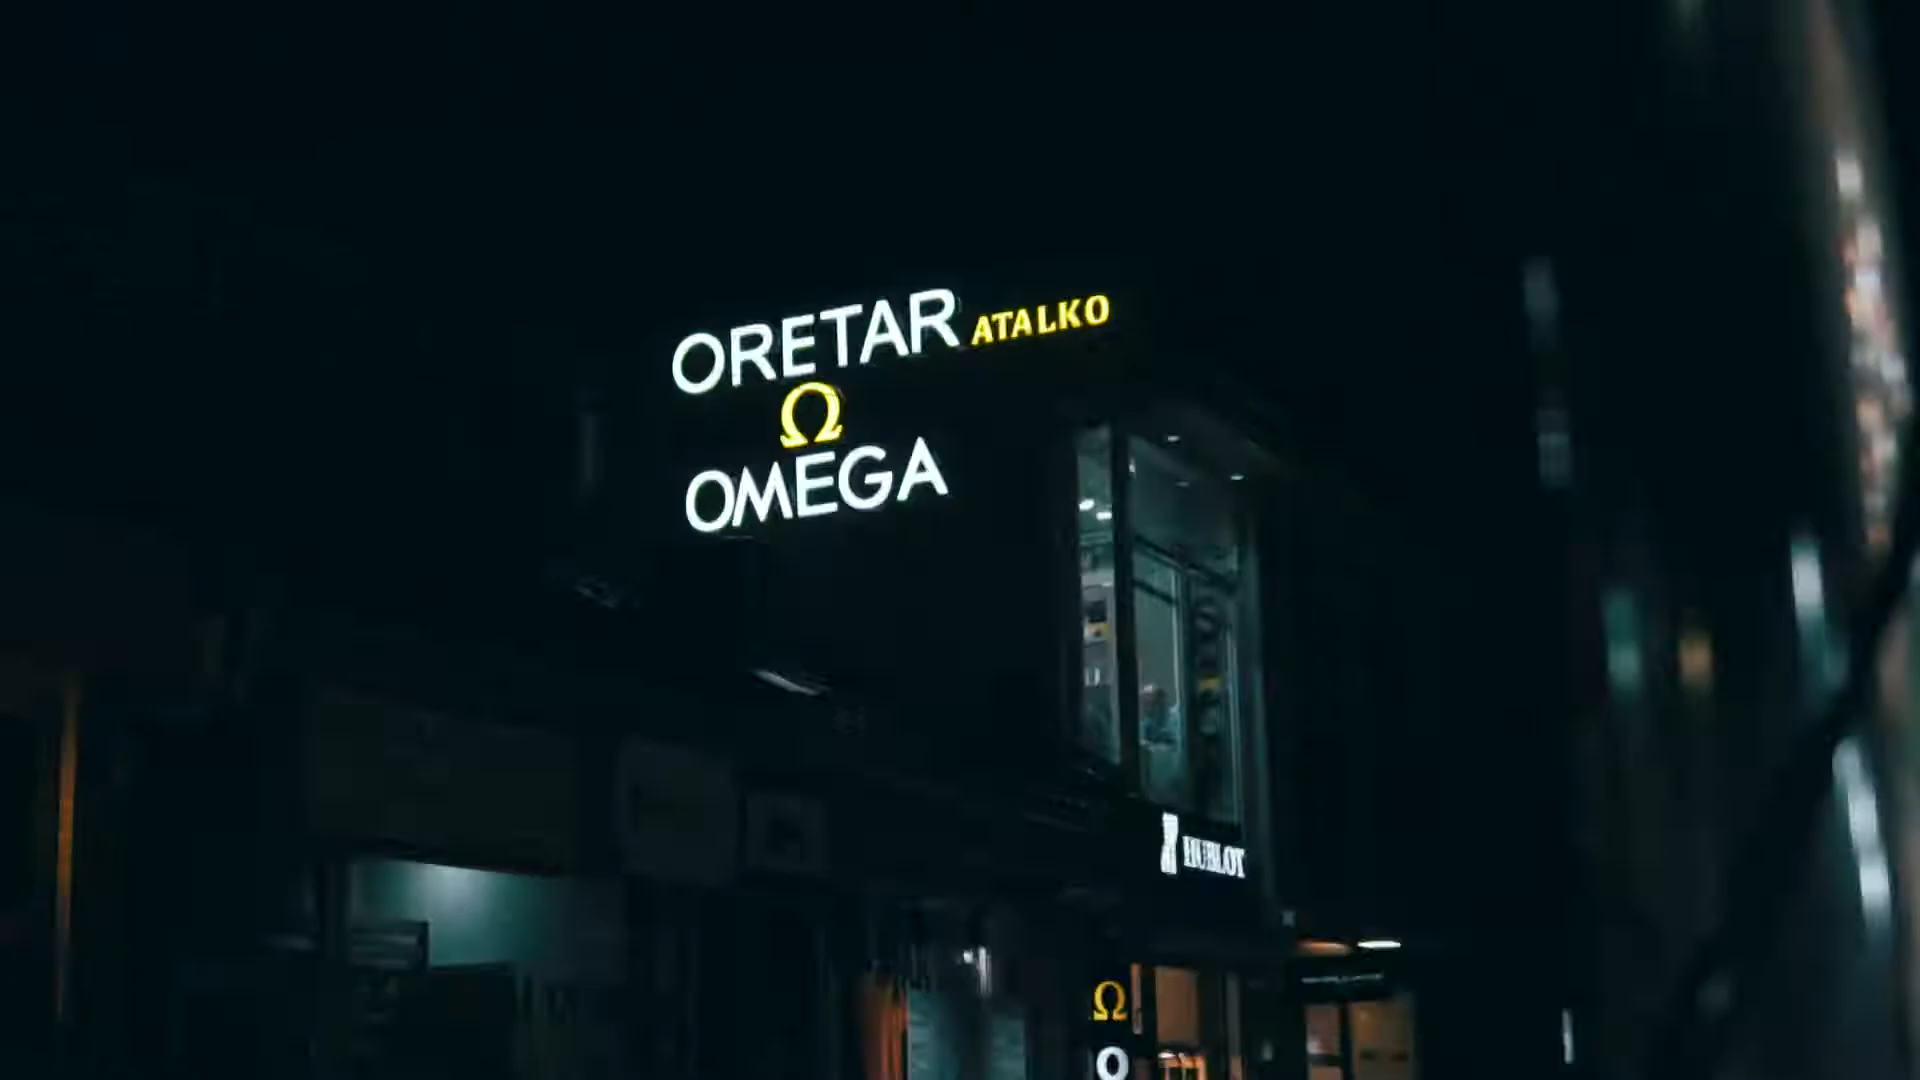 ORETAR ATALKO
Ω
OMEGA
HUBLOT
Ω
O